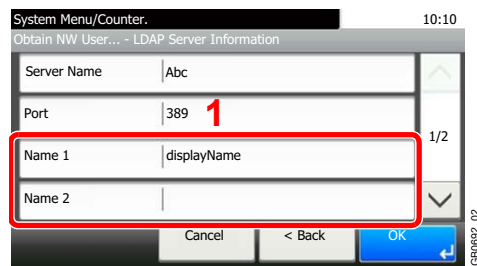 System Menu/Counter.
10:10
Obtain NW User... - LDAP Server Information
Server Name Abc
Port 389 1
Name 1 displayName
1/2
Name 2
Cancel < Back OK
GB0692_02